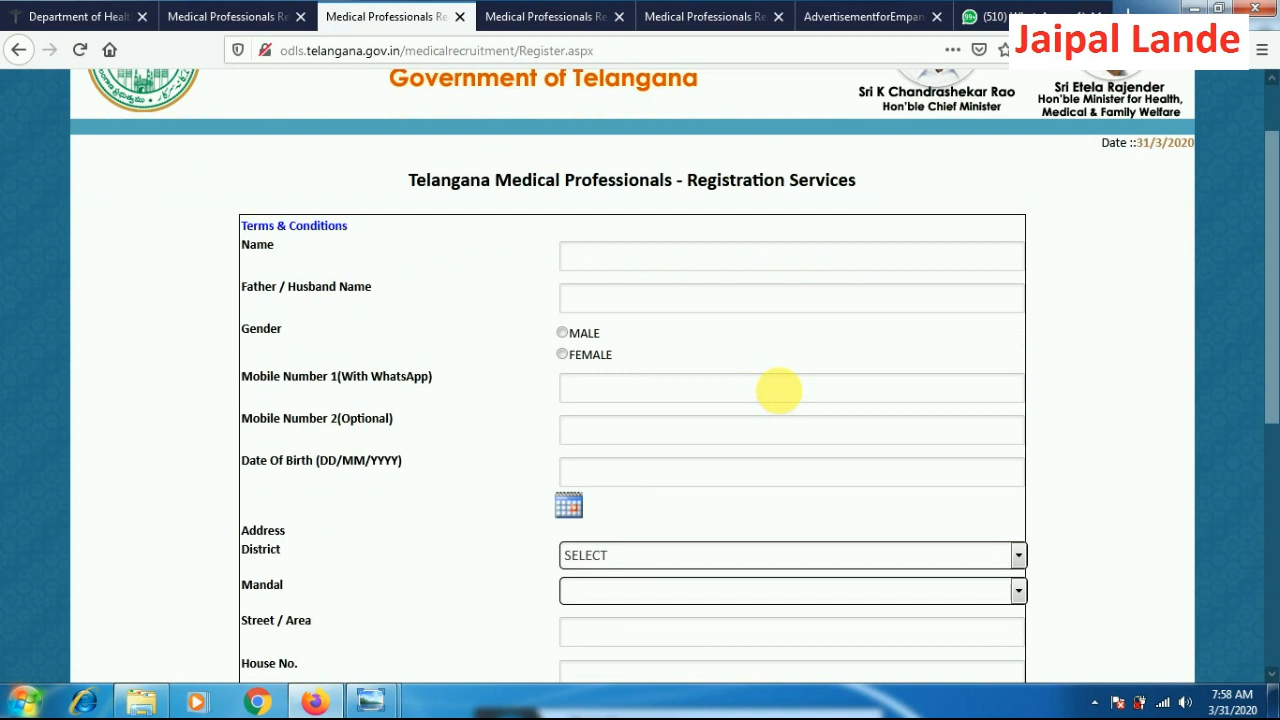 Department of Heal
Medical Professionals Re
Medical Professionals Re
Medical Professionals Re
Medical Professionals Re
AdvertisementforEmpan
Jaipal Lande
odls.telangana.gov.in/medicalrecruitment/Register.aspx
Government of Telangana
Sri K Chandrashekar Rao
Hon'ble Chief Minister
Sri Etela Rajender
Hon'ble Minister for Health,
Medical & Family Welfare
Date ::31/3/2020
Telangana Medical Professionals - Registration Services
Terms & Conditions
Name
Father / Husband Name
Gender
MALE
FEMALE
Mobile Number 1(With WhatsApp)
Mobile Number 2(Optional)
Date Of Birth (DD/MM/YYYY)
Address
District
SELECT
Mandal
Street / Area
House No.
7:58 AM
3/31/2020